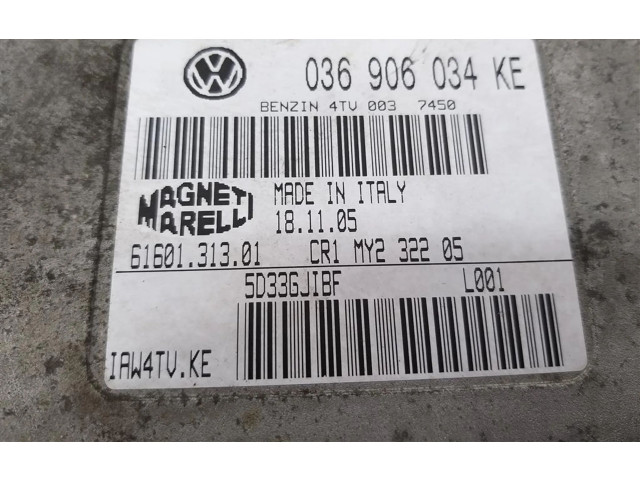 VW 036 906 034 KE
BENZIN 4TV 003 7450
MAGNETI MARELLI
MADE IN ITALY
18.11.05
61601.313.01 CR1 MY2 322 05
5D33GJIBF L001
IAW4TV.KE